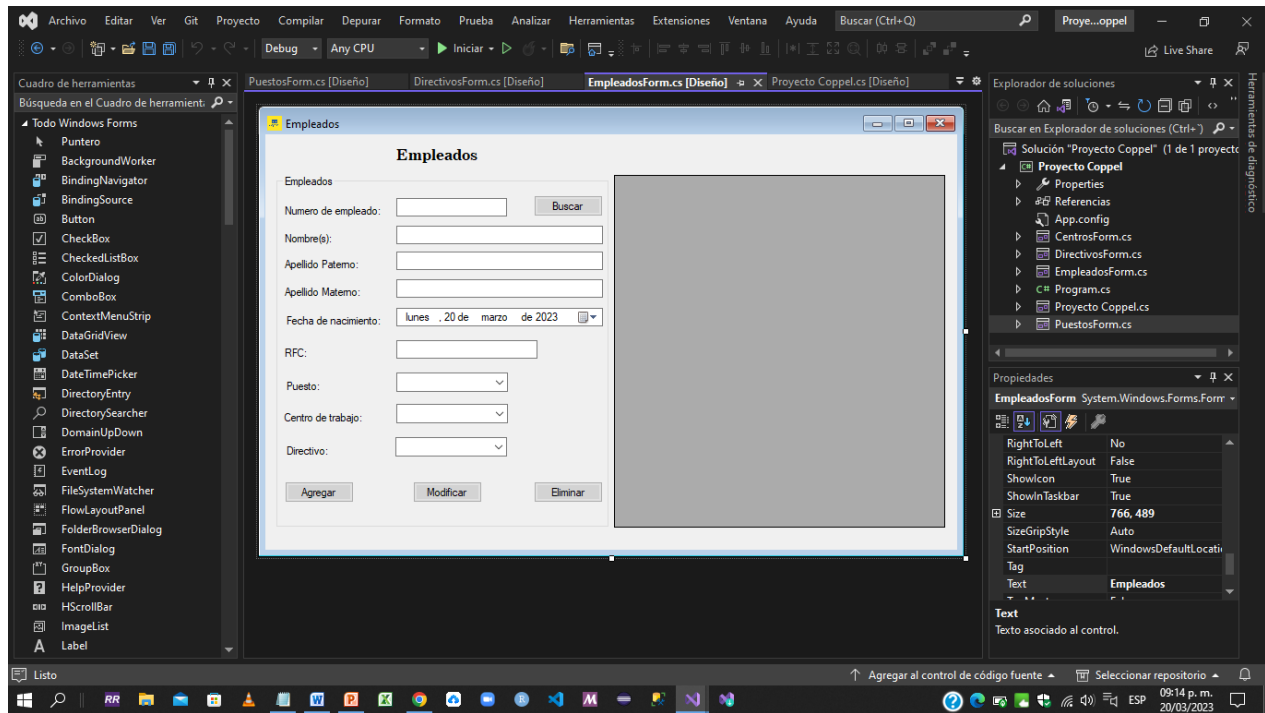 Archivo Editar Ver Git Proyecto Compilar Depurar Formato Prueba Analizar Herramientas Extensiones Ventana Ayuda Buscar (Ctrl+Q) Proye...oppel
Debug Any CPU Iniciar Live Share
Cuadro de herramientas
Búsqueda en el Cuadro de herramient
Todo Windows Forms
Puntero
BackgroundWorker
BindingNavigator
BindingSource
Button
CheckBox
CheckedListBox
ColorDialog
ComboBox
ContextMenuStrip
DataGridView
DataSet
DateTimePicker
DirectoryEntry
DirectorySearcher
DomainUpDown
ErrorProvider
EventLog
FileSystemWatcher
FlowLayoutPanel
FolderBrowserDialog
FontDialog
GroupBox
HelpProvider
HScrollBar
ImageList
Label
PuestosForm.cs [Diseño] DirectivosForm.cs [Diseño] EmpleadosForm.cs [Diseño] Proyecto Coppel.cs [Diseño]
Empleados
Empleados
Empleados
Numero de empleado: Buscar
Nombre(s):
Apellido Paterno:
Apellido Materno:
Fecha de nacimiento: lunes , 20 de marzo de 2023
RFC:
Puesto:
Centro de trabajo:
Directivo:
Agregar Modificar Eliminar
Explorador de soluciones
Buscar en Explorador de soluciones (Ctrl+¨)
Solución "Proyecto Coppel" (1 de 1 proyecto
Proyecto Coppel
Properties
Referencias
App.config
CentrosForm.cs
DirectivosForm.cs
EmpleadosForm.cs
C# Program.cs
Proyecto Coppel.cs
PuestosForm.cs
Propiedades
EmpleadosForm System.Windows.Forms.Form
RightToLeft No
RightToLeftLayout False
ShowIcon True
ShowInTaskbar True
Size 766, 489
SizeGripStyle Auto
StartPosition WindowsDefaultLocati
Tag
Text Empleados
Text
Texto asociado al control.
Herramientas de diagnóstico
Listo Agregar al control de código fuente Seleccionar repositorio
ESP 09:14 p. m.
20/03/2023